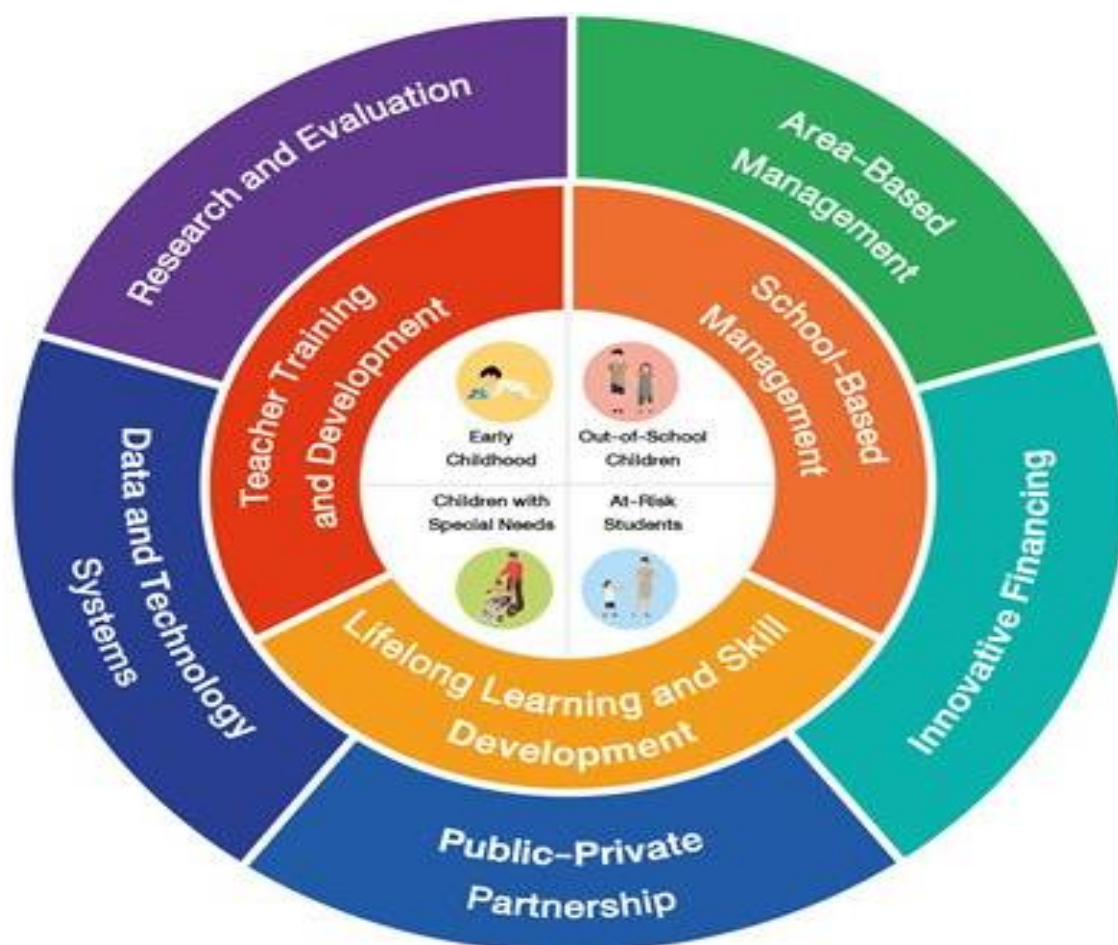 Research and Evaluation
Area-Based
Management
Teacher Training
and Development
School-Based
Management
Early
Childhood
Out-of-School
Children
Children with
Special Needs
At-Risk
Students
Data and Technology
Systems
Innovative Financing
Lifelong Learning and Skill
Development
Public-Private
Partnership